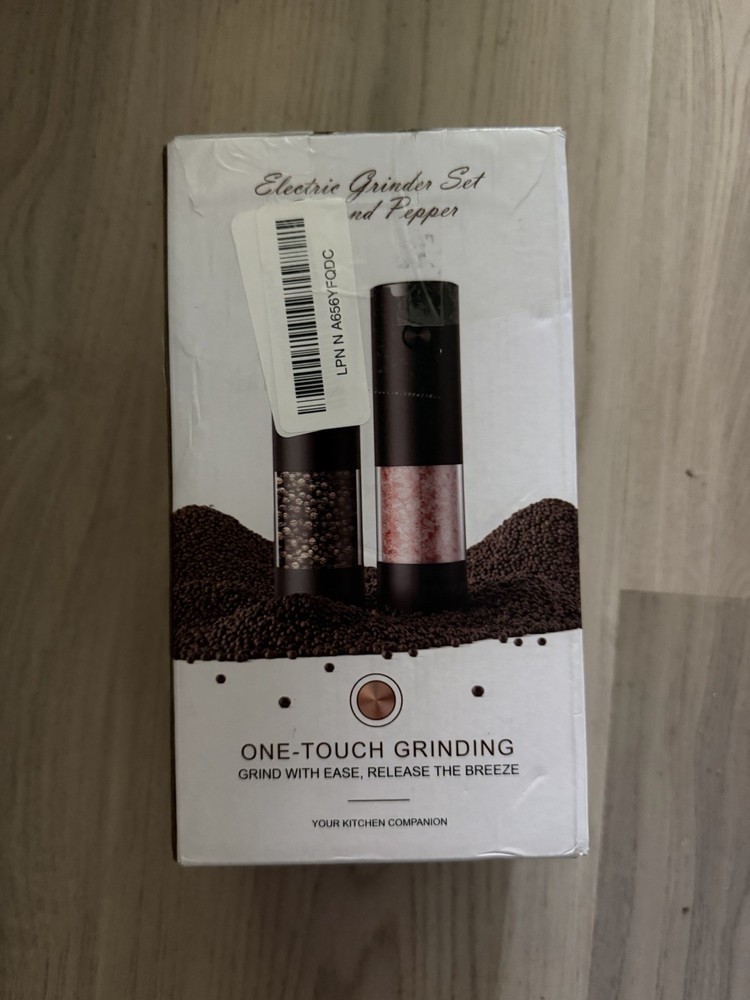 Electric Grinder Set
nd Pepper
LPN N A656YFQDC
ONE-TOUCH GRINDING
GRIND WITH EASE, RELEASE THE BREEZE
YOUR KITCHEN COMPANION